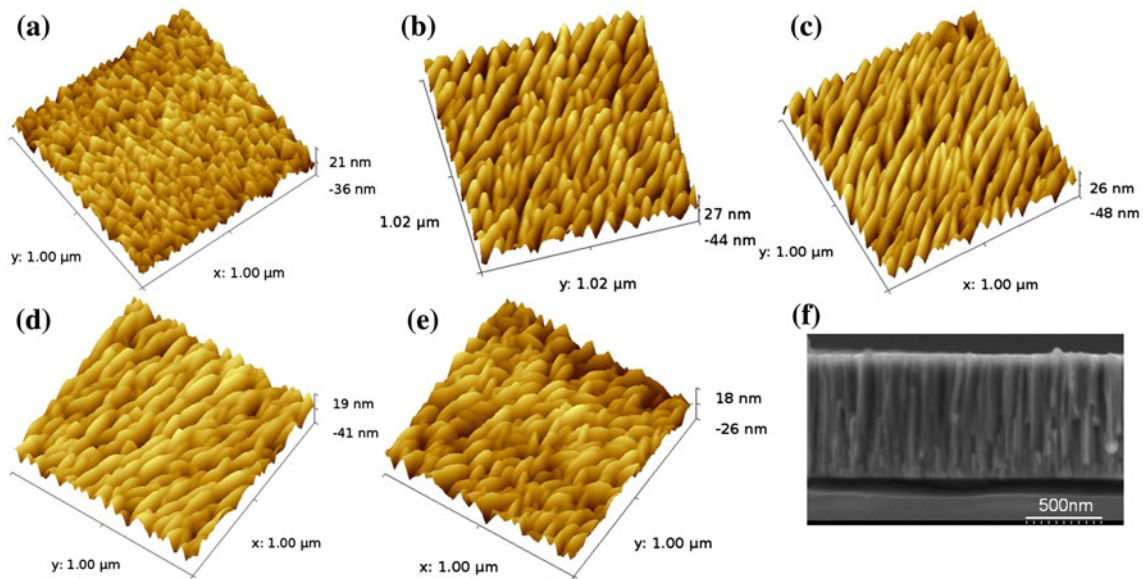 (a)
21 nm
-36 nm
y: 1.00 µm
x: 1.00 µm
(b)
1.02 µm
27 nm
-44 nm
y: 1.02 µm
(c)
26 nm
-48 nm
y: 1.00 µm
x: 1.00 µm
(d)
19 nm
-41 nm
x: 1.00 µm
y: 1.00 µm
(e)
18 nm
-26 nm
y: 1.00 µm
x: 1.00 µm
(f)
500nm